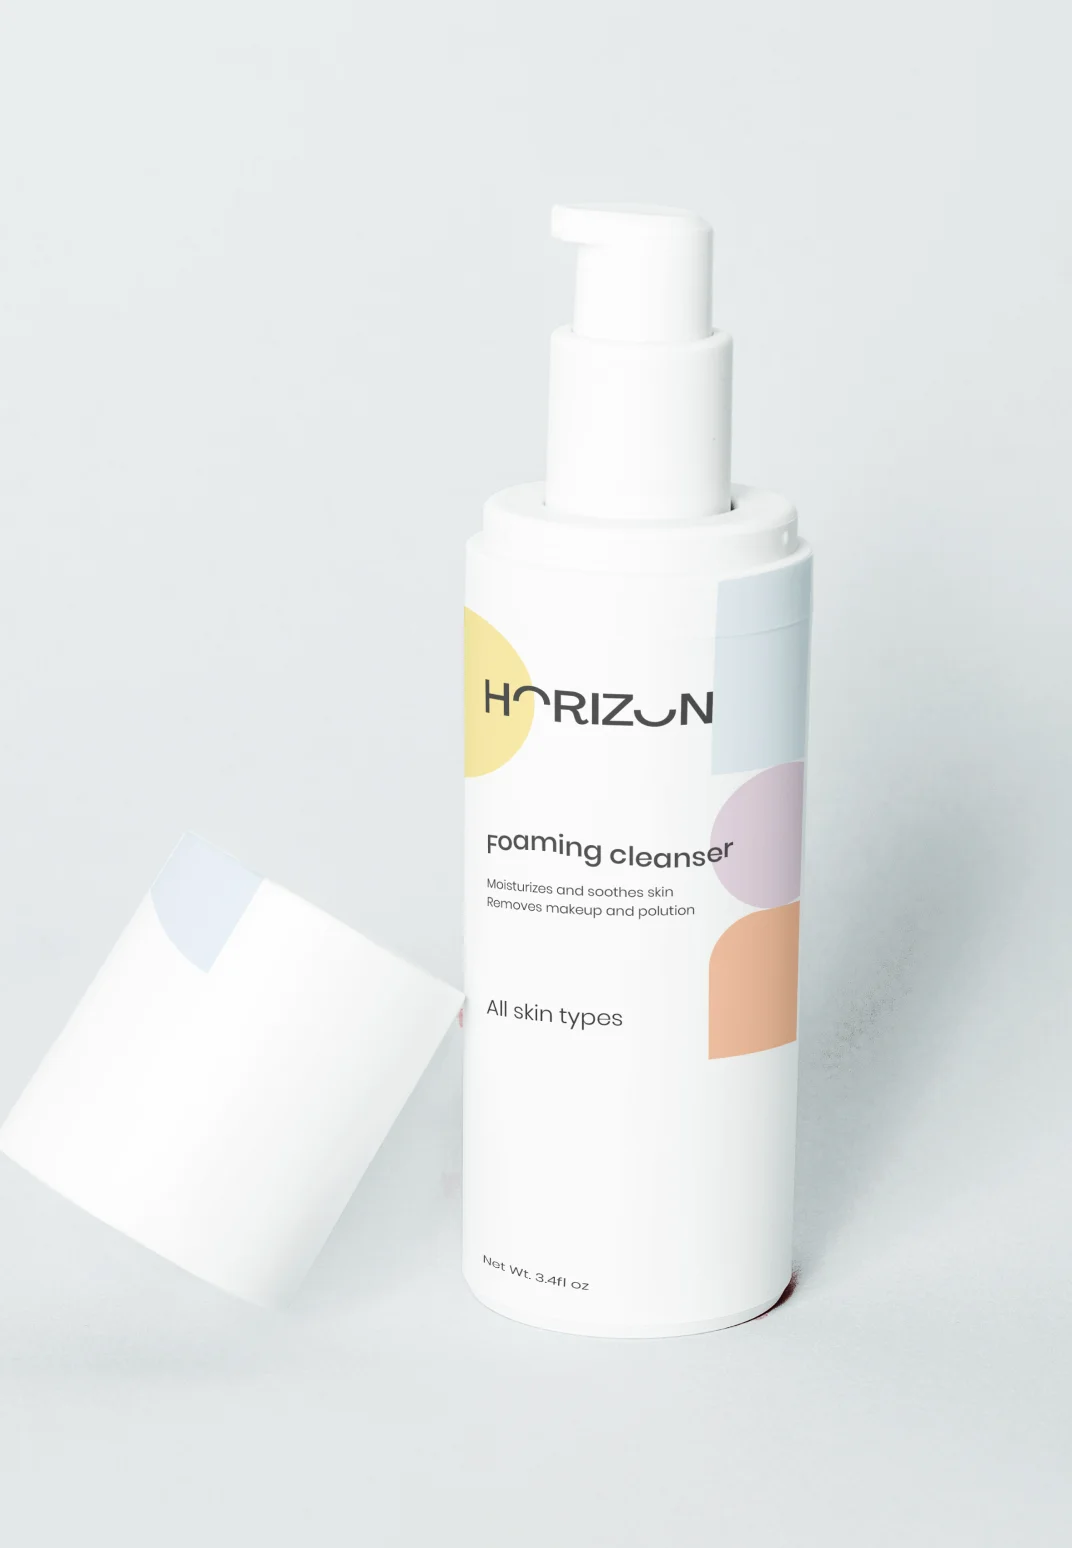 HORIZON
Foaming cleanser
Moisturizes and soothes skin
Removes makeup and polution
All skin types
Net Wt. 3.4fl oz